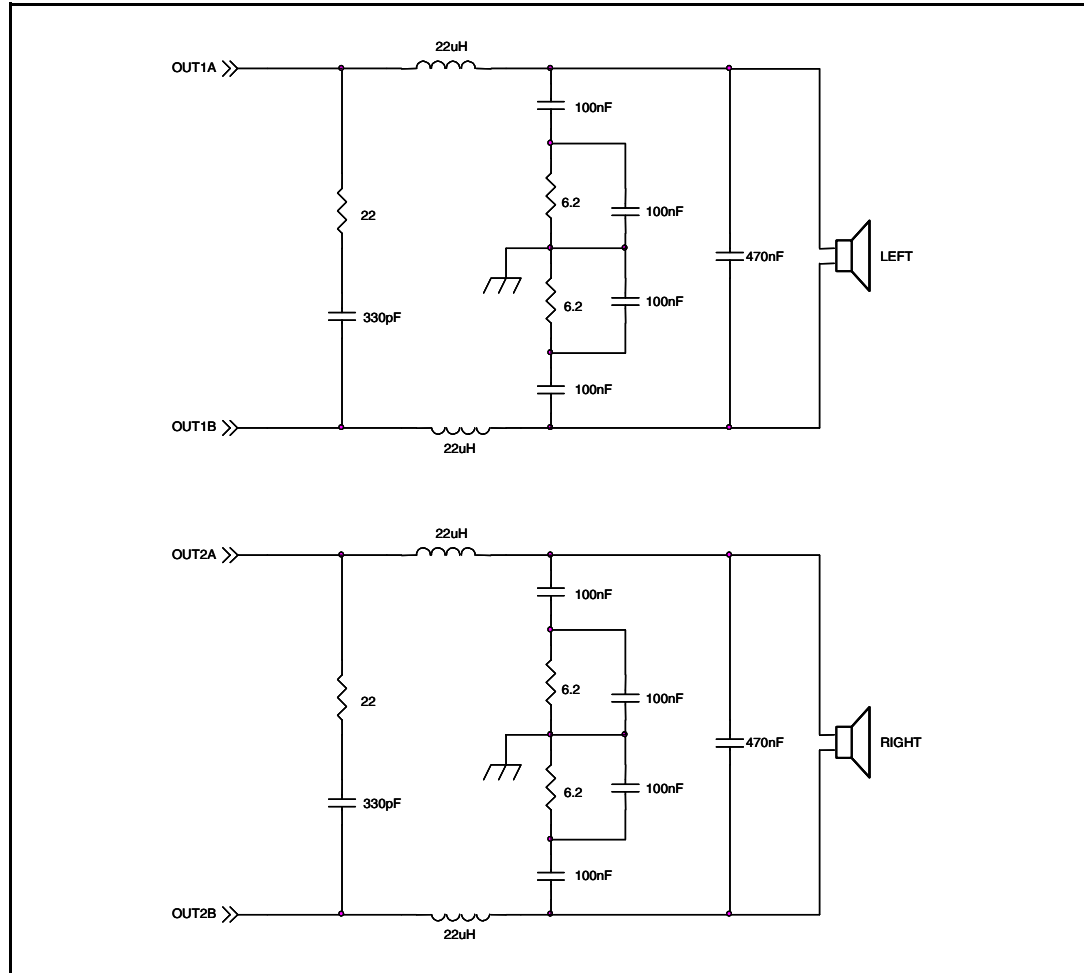 22uH
OUT1A
100nF
6.2
100nF
22
470nF
LEFT
6.2
100nF
330pF
100nF
OUT1B
22uH
22uH
OUT2A
100nF
6.2
100nF
22
470nF
RIGHT
6.2
100nF
330pF
100nF
OUT2B
22uH